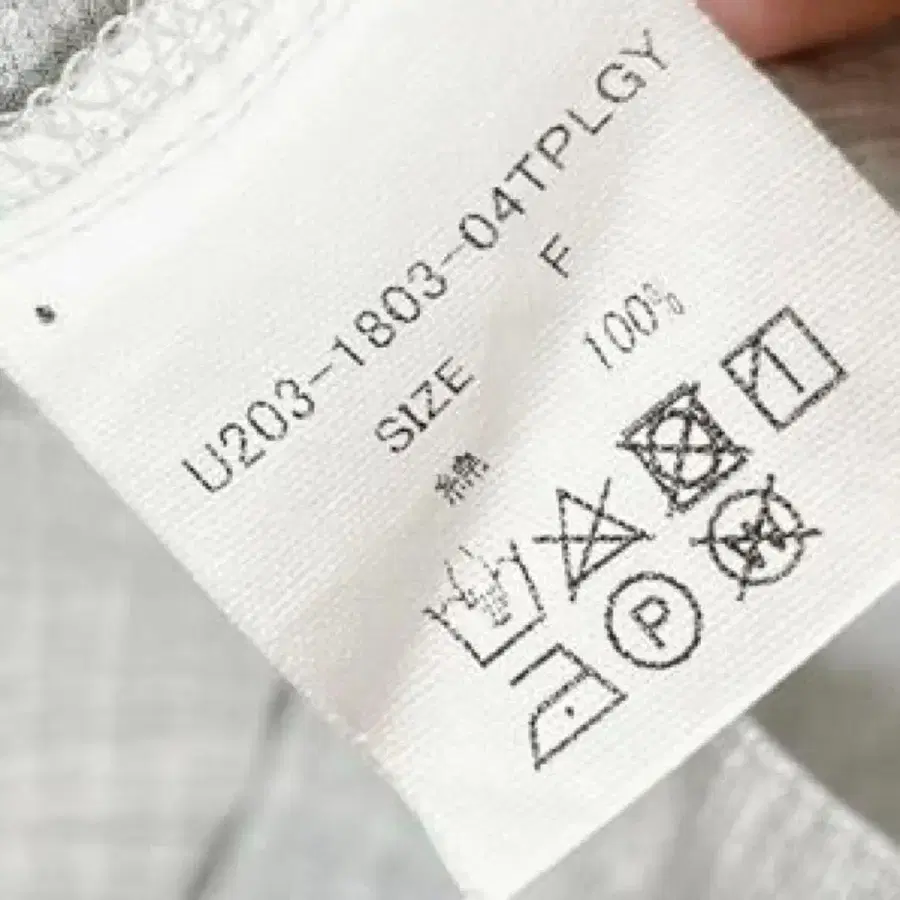 U203-1803-04TPLGY
SIZE F
綿 100%
P
W